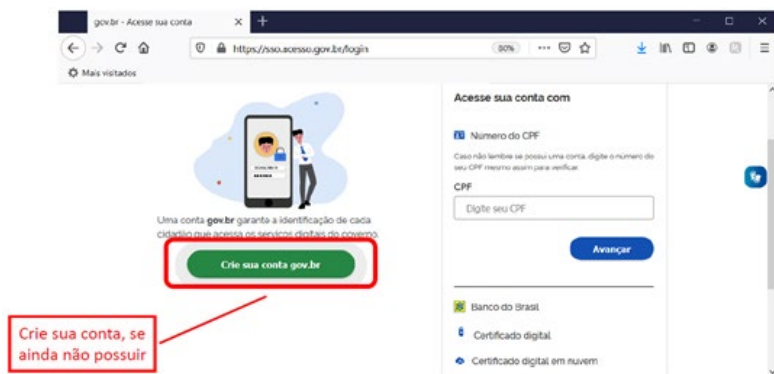 gov.br - Acesse sua conta
https://sso.acesso.gov.br/login
80%
Mais visitados
Uma conta gov.br garante a identificação de cada
cidadão que acessa os serviços digitais do governo.
Crie sua conta gov.br
Crie sua conta, se
ainda não possuir
Acesse sua conta com
Número do CPF
Caso não lembre se possui uma conta, digite o número do
seu CPF mesmo assim para verificar.
CPF
Digite seu CPF
Avançar
Banco do Brasil
Certificado digital
Certificado digital em nuvem